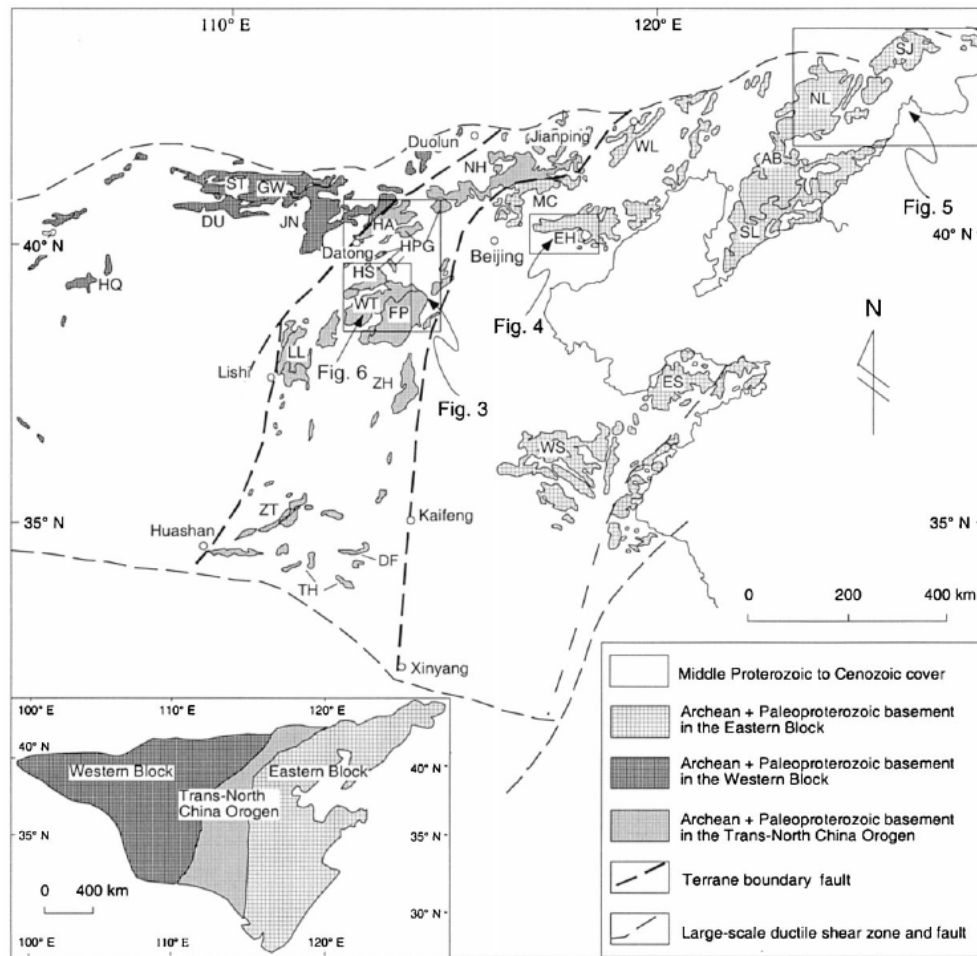 110° E
120° E
SJ
NL
Duolun
Jianping
WL
NH
AB
ST
GW
MC
Fig. 5
DU
JN
HA
SL
40° N
40° N
EH
Datong
HPG
Beijing
HQ
HS
N
WT
FP
Fig. 4
LL
Lishi
Fig. 6
ZH
Fig. 3
ES
WS
ZT
35° N
Kaifeng
35° N
Huashan
DF
TH
0 200 400 km
Xinyang
Middle Proterozoic to Cenozoic cover
Archean + Paleoproterozoic basement
in the Eastern Block
Archean + Paleoproterozoic basement
in the Western Block
Archean + Paleoproterozoic basement
in the Trans-North China Orogen
Terrane boundary fault
Large-scale ductile shear zone and fault
100° E
110° E
120° E
40° N
40° N
Western Block
Eastern Block
Trans-North
China Orogen
35° N
35° N
0 400 km
30° N
100° E
110° E
120° E